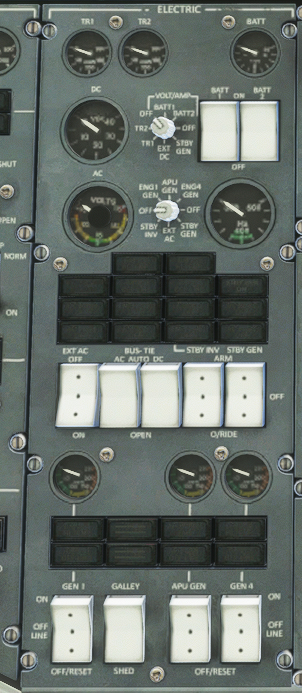 ELECTRIC
TR1 TR2 BATT
DC
VOLT/AMP
BATT1
OFF BATT2
TR2 OFF
TR1 EXT DC STBY GEN
BATT 1 ON BATT 2
OFF
SHUT
AC
VOLTS
APU GEN
ENG1 GEN ENG4 GEN
OFF OFF
STBY INV EXT AC STBY GEN
OPEN
NORM
ON
EXT AC BUS-TIE STBY INV STBY GEN
OFF AC AUTO DC ARM
OFF
ON OPEN O/RIDE
GEN 1 GALLEY APU GEN GEN 4
ON ON
OFF LINE OFF LINE
OFF/RESET SHED OFF/RESET